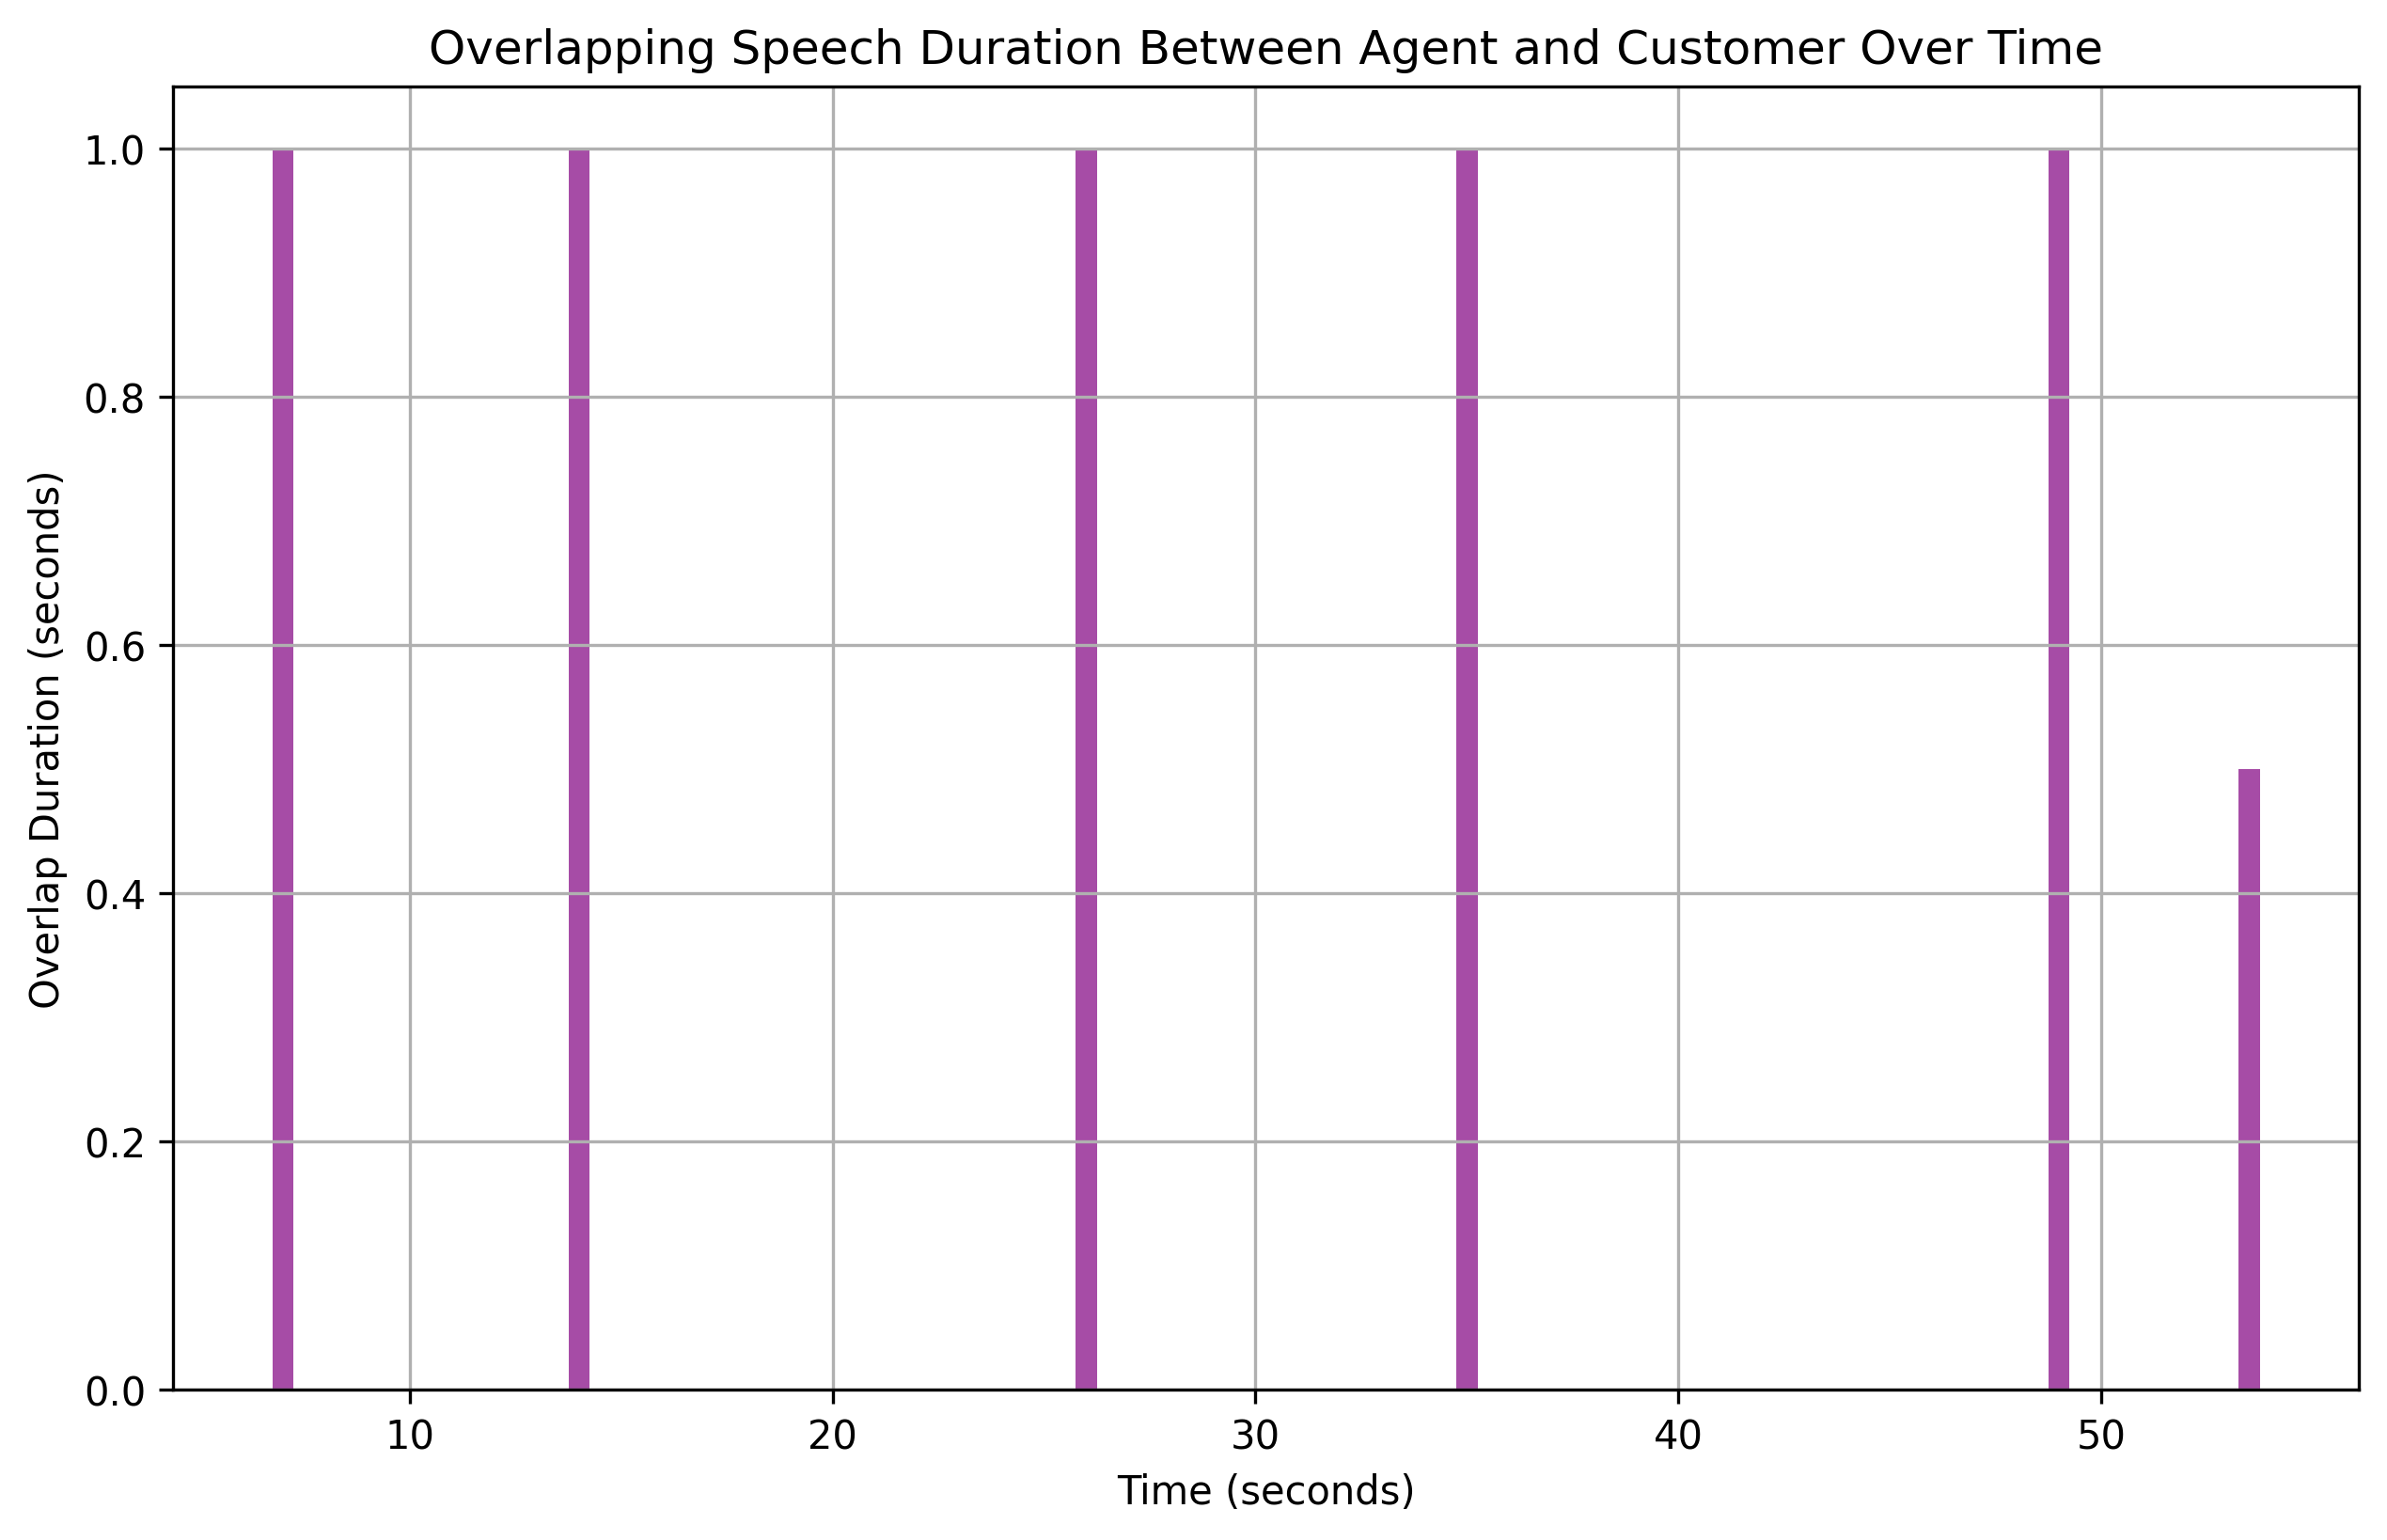 Overlapping Speech Duration Between Agent and Customer Over Time
Overlap Duration (seconds)
1.0
0.8
0.6
0.4
0.2
0.0
10 20 30 40 50
Time (seconds)